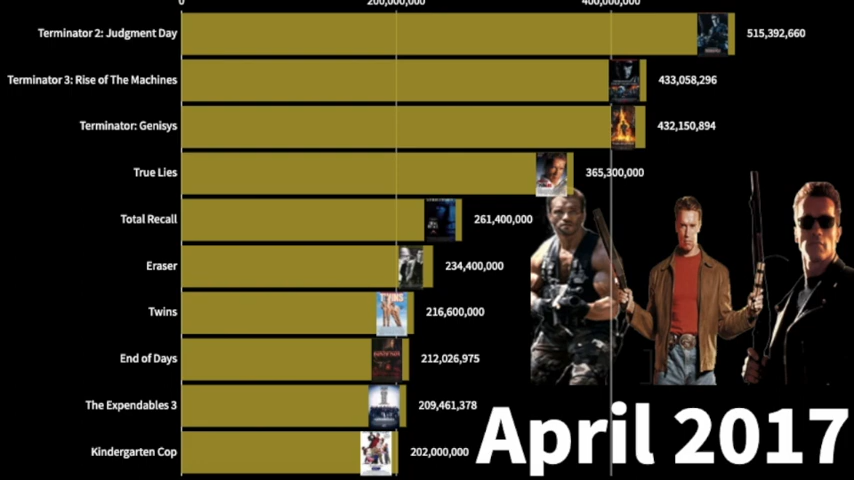 0 200,000,000 400,000,000
Terminator 2: Judgment Day 515,392,660
Terminator 3: Rise of The Machines 433,058,296
Terminator: Genisys 432,150,894
True Lies 365,300,000
Total Recall 261,400,000
Eraser 234,400,000
Twins 216,600,000
End of Days 212,026,975
The Expendables 3 209,461,378
Kindergarten Cop 202,000,000
April 2017